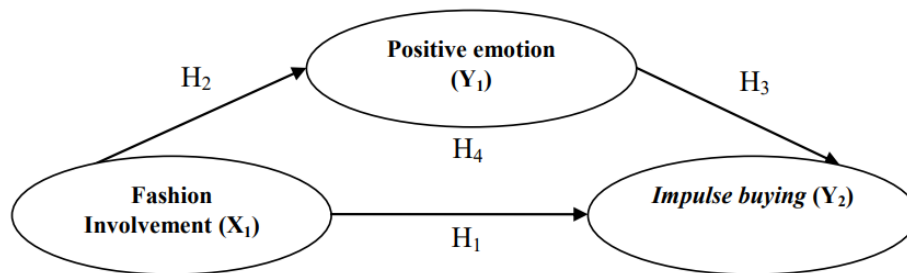 Positive emotion
(Y₁)
H₂
H₃
H₄
Fashion
Involvement (X₁)
Impulse buying (Y₂)
H₁